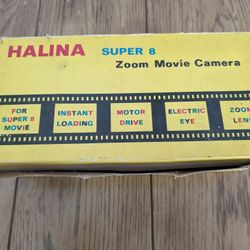 HALINA SUPER 8
Zoom Movie Camera
FOR SUPER 8 MOVIE
INSTANT LOADING
MOTOR DRIVE
ELECTRIC EYE
ZOOM LENS